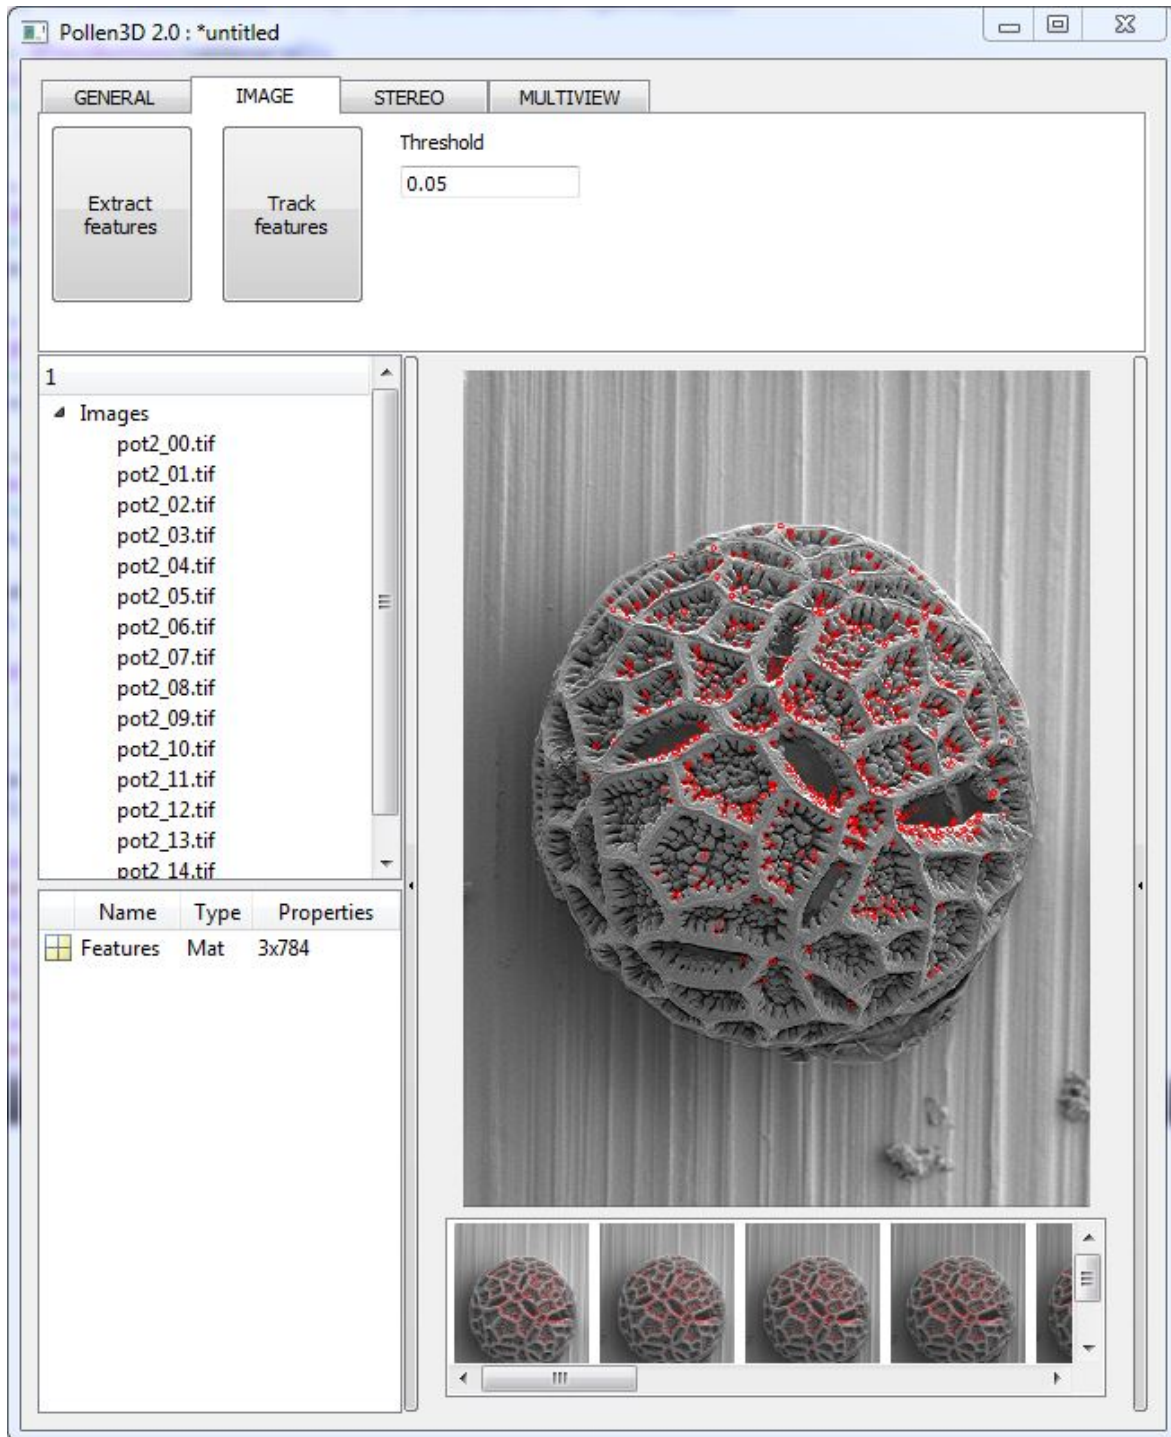 Pollen3D 2.0 : *untitled
GENERAL IMAGE STEREO MULTIVIEW
Threshold
0.05
Extract
features
Track
features
1
Images
pot2_00.tif
pot2_01.tif
pot2_02.tif
pot2_03.tif
pot2_04.tif
pot2_05.tif
pot2_06.tif
pot2_07.tif
pot2_08.tif
pot2_09.tif
pot2_10.tif
pot2_11.tif
pot2_12.tif
pot2_13.tif
pot2_14.tif
Name Type Properties
Features Mat 3x784